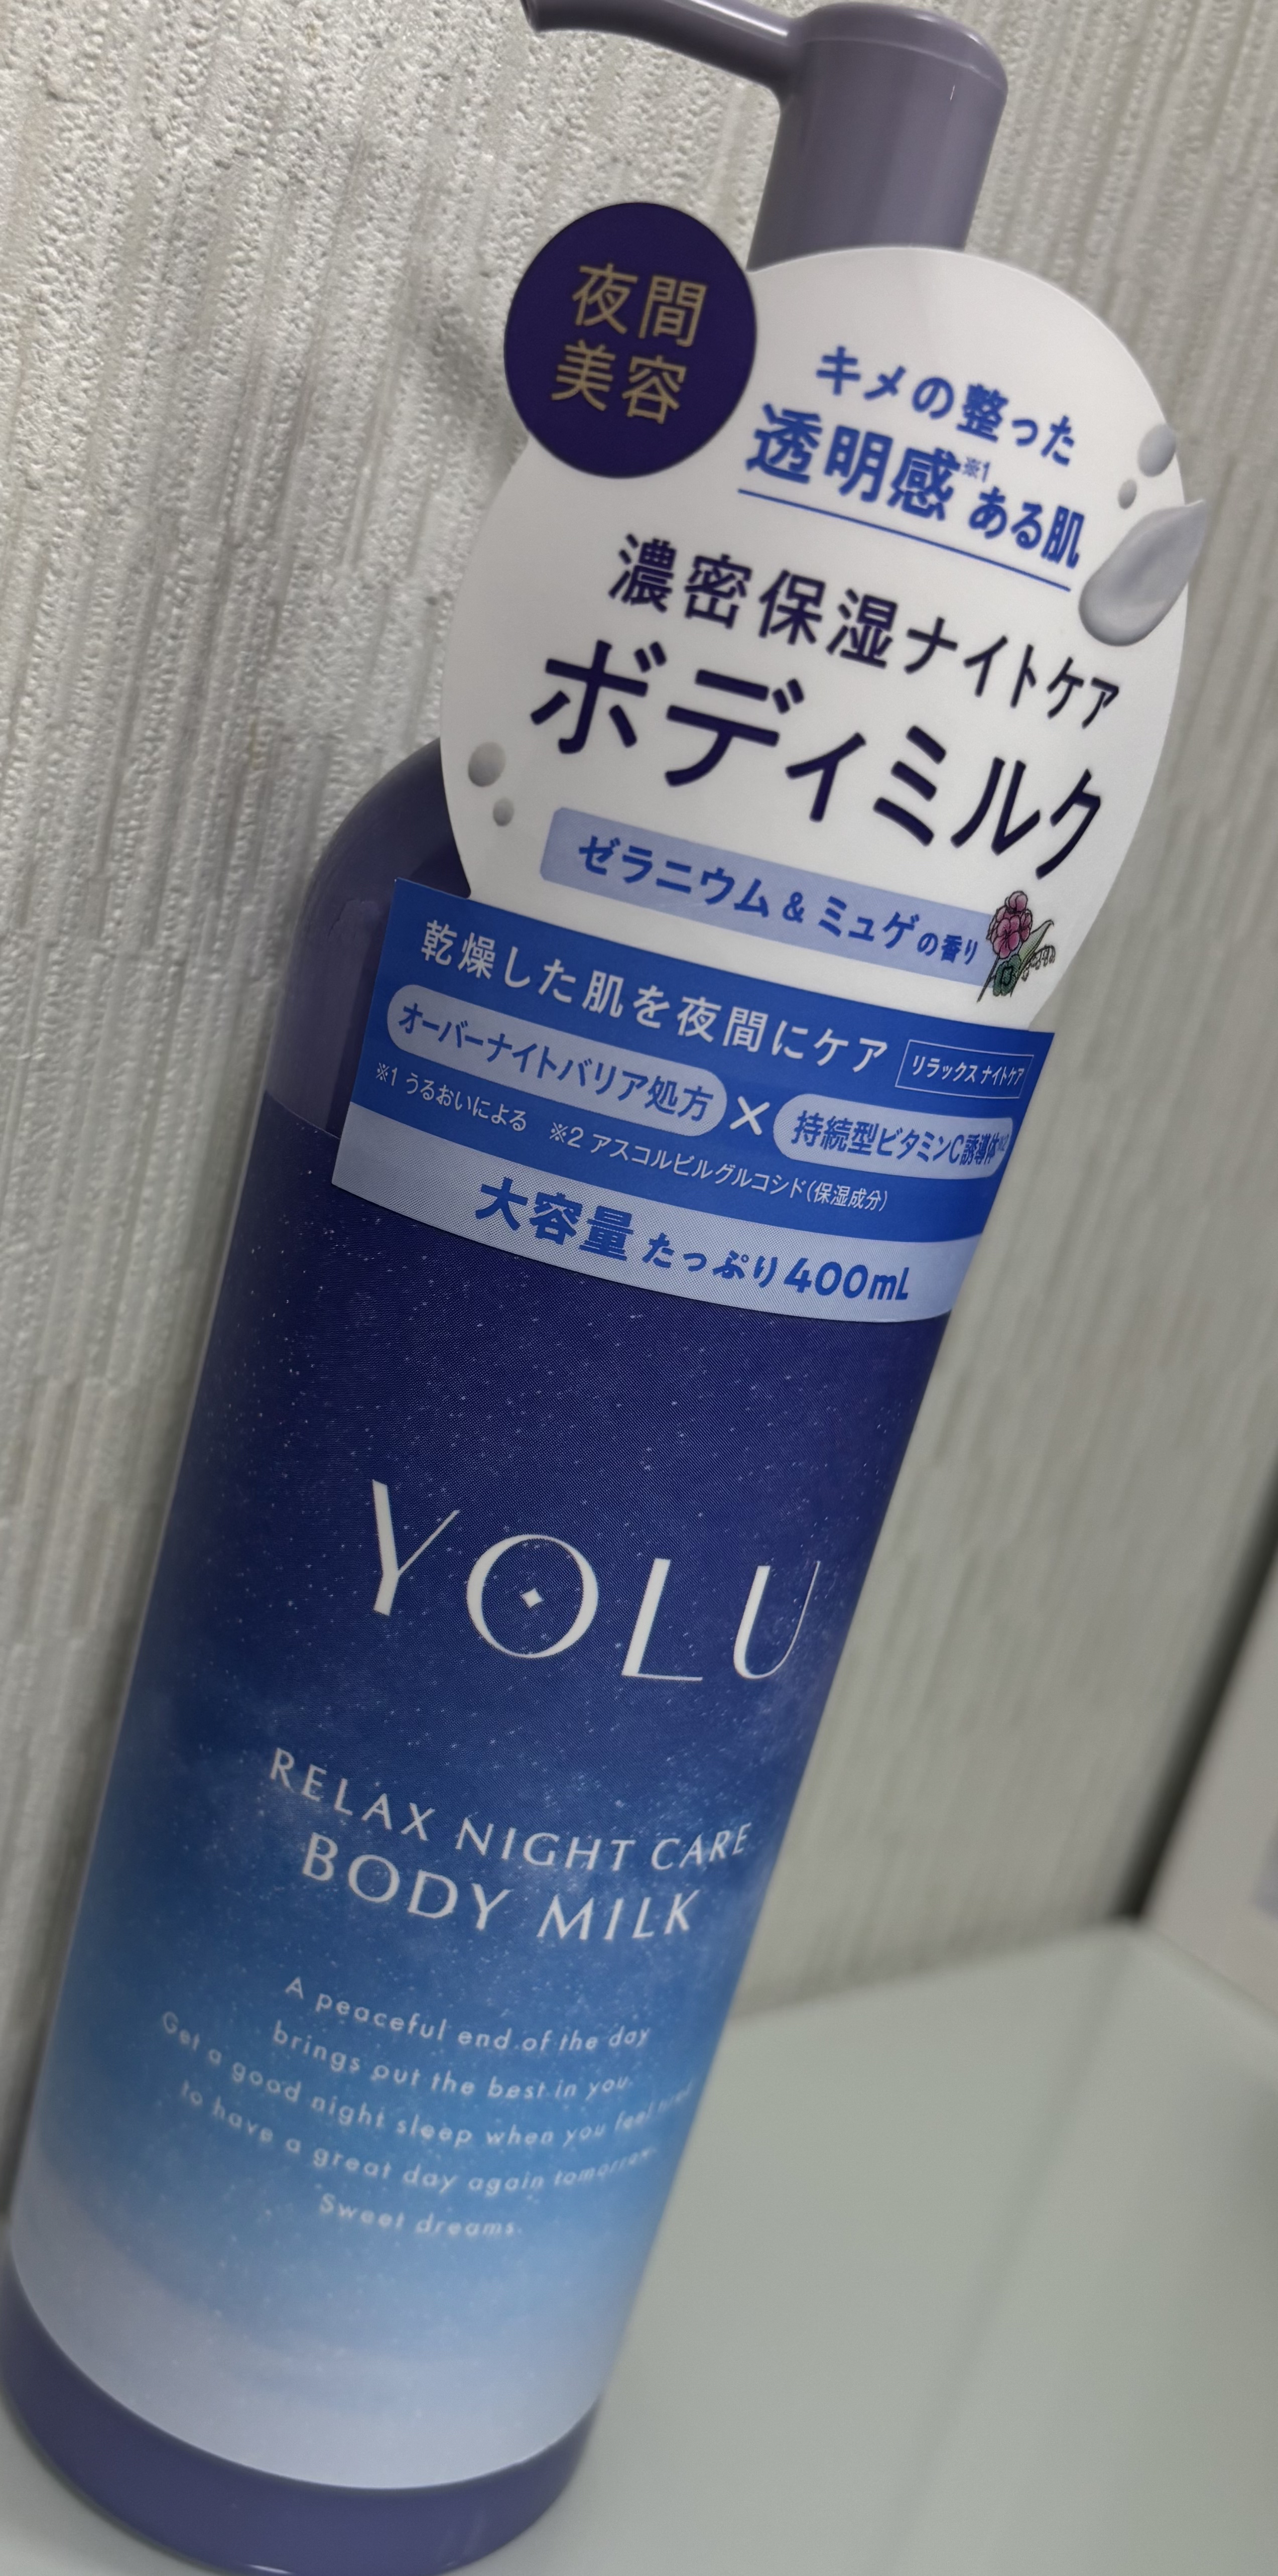 夜間
美容
キメの整った
透明感※1ある肌
濃密保湿ナイトケア
ボディミルク
ゼラニウム & ミュゲの香り
乾燥した肌を夜間にケア
リラックス ナイトケア
オーバーナイトバリア処方 × 持続型ビタミンC誘導体※2
※1 うるおいによる ※2 アスコルビルグルコシド(保湿成分)
大容量 たっぷり400mL
YOLU
RELAX NIGHT CARE
BODY MILK
A peaceful end of the day
brings out the best in you.
Get a good night sleep when you feel tired
to have a great day again tomorrow.
Sweet dreams.